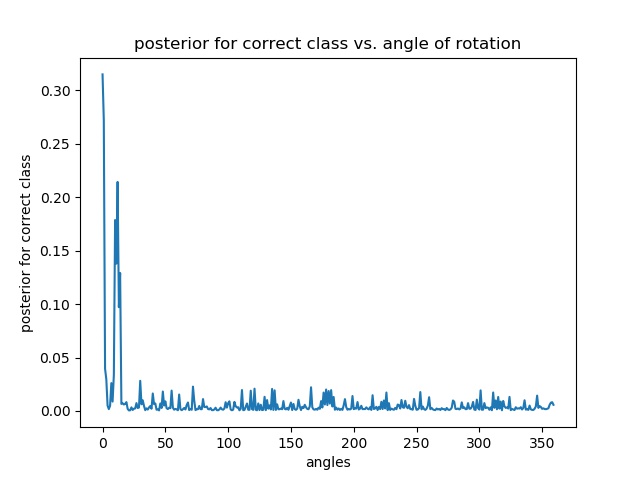 posterior for correct class vs. angle of rotation
0.30
0.25
0.20
0.15
0.10
0.05
0.00
posterior for correct class
0 50 100 150 200 250 300 350
angles